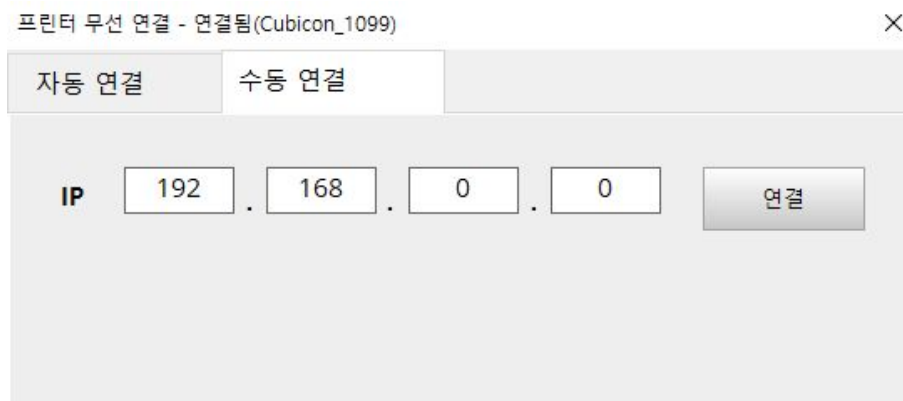 프린터 무선 연결 - 연결됨(Cubicon_1099)
자동 연결 수동 연결
IP 192 . 168 . 0 . 0 연결